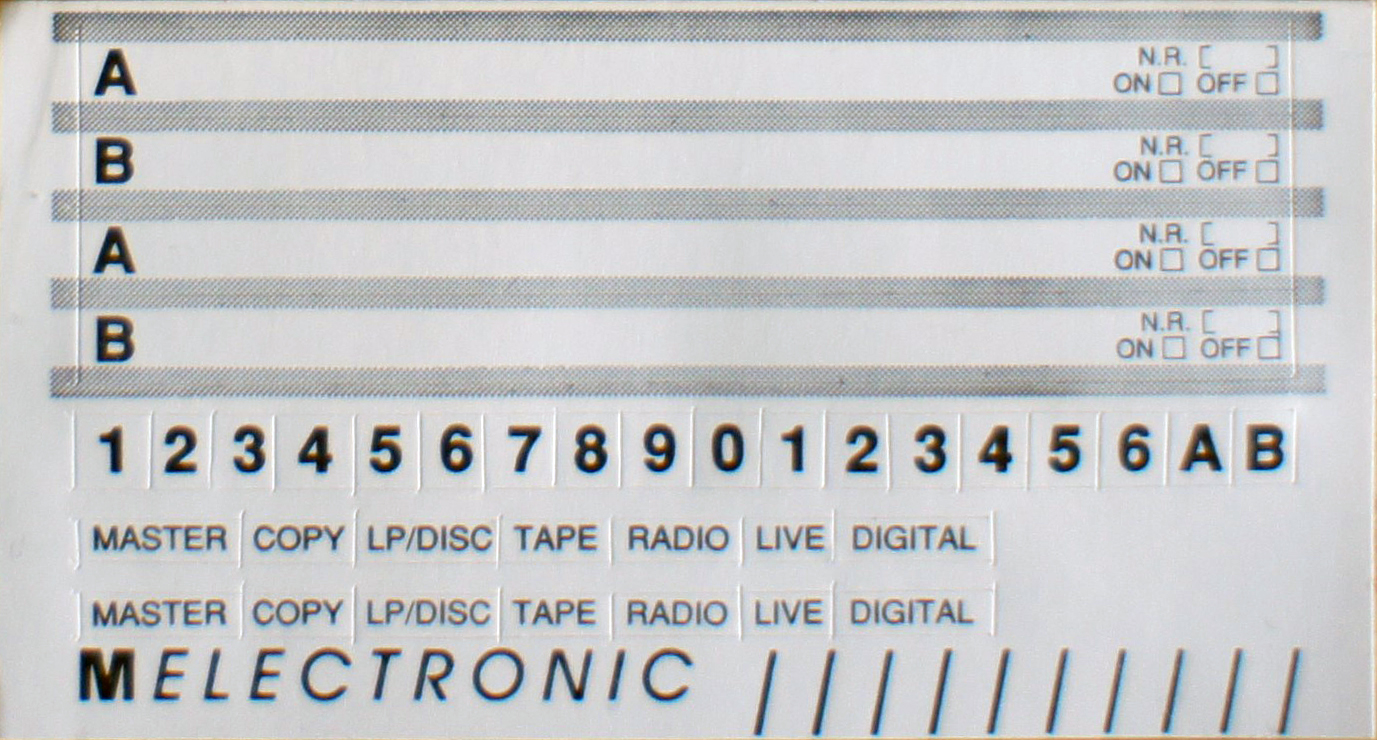 A N.R. [ ]
ON □ OFF □
B N.R. [ ]
ON □ OFF □
A N.R. [ ]
ON □ OFF □
B N.R. [ ]
ON □ OFF □
1 2 3 4 5 6 7 8 9 0 1 2 3 4 5 6 A B
MASTER COPY LP/DISC TAPE RADIO LIVE DIGITAL
MASTER COPY LP/DISC TAPE RADIO LIVE DIGITAL
MELECTRONIC //////////